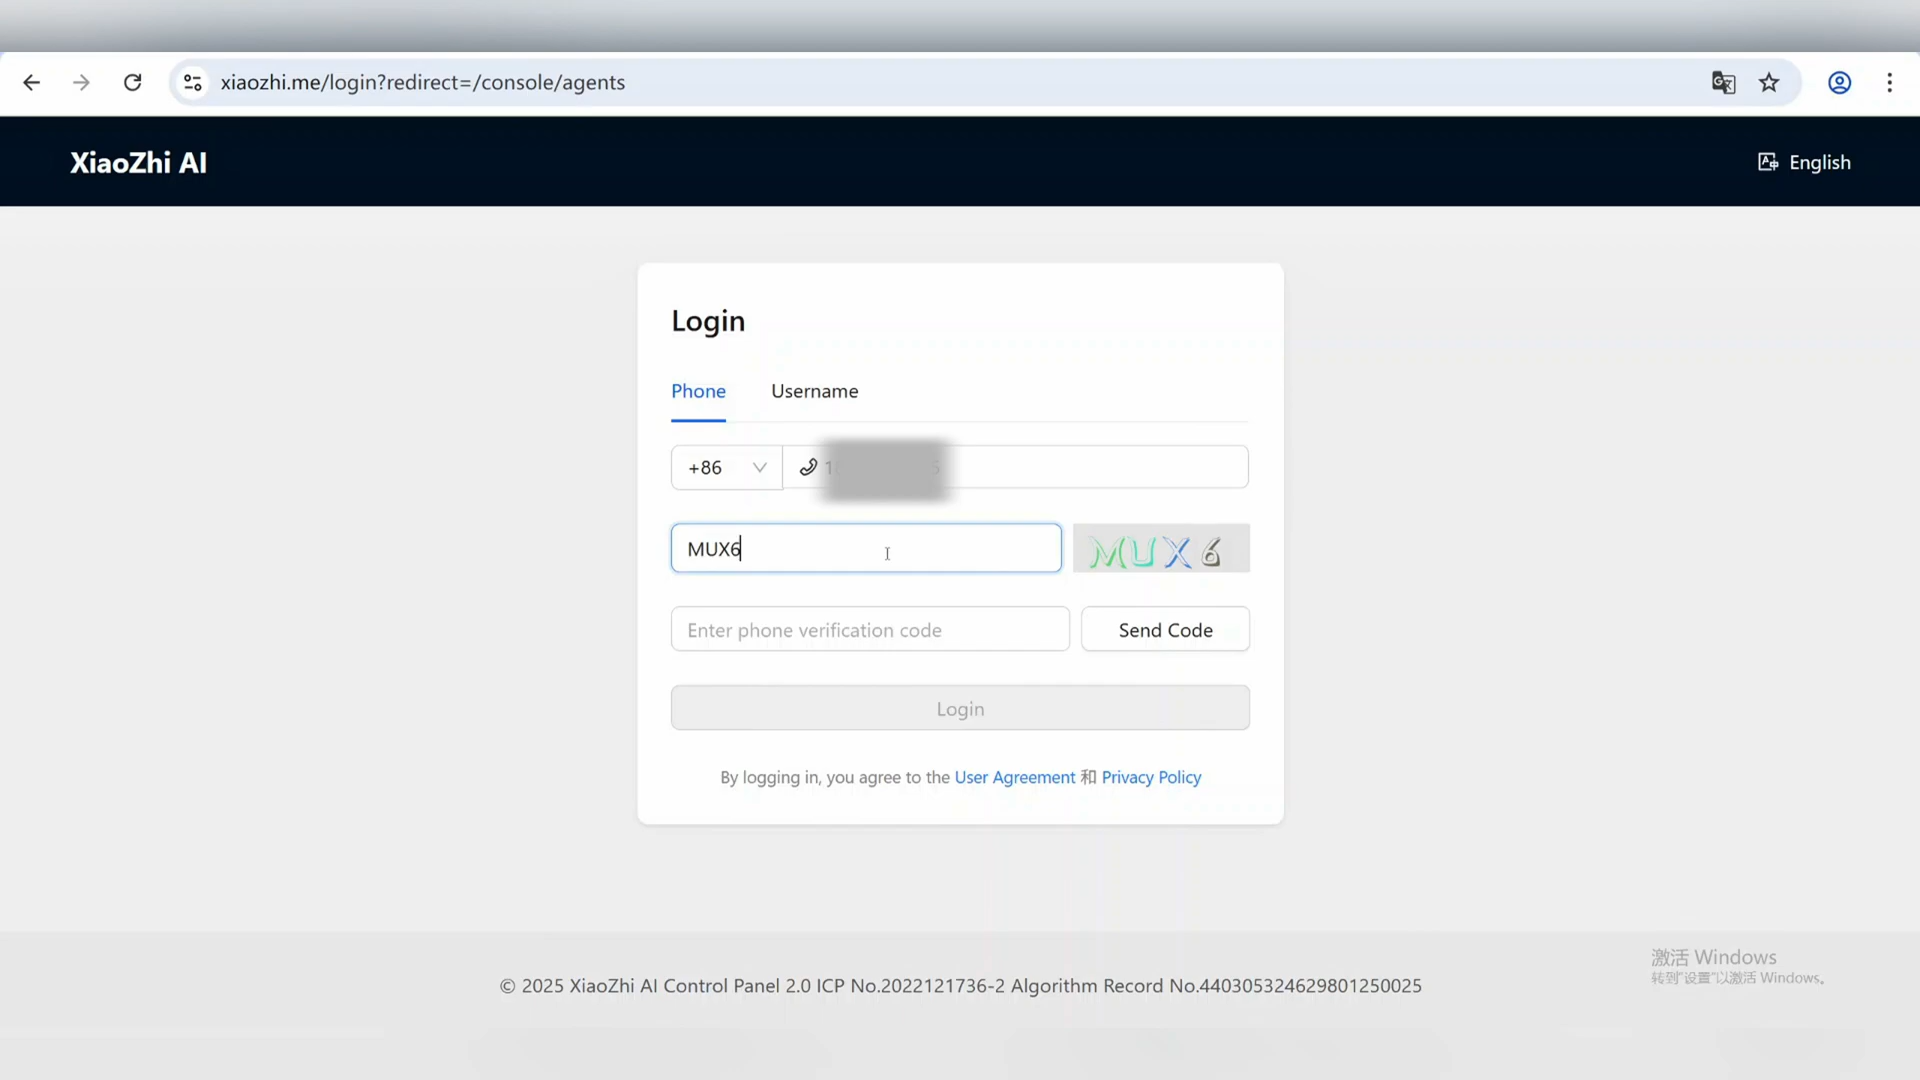 xiaozhi.me/login?redirect=/console/agents
XiaoZhi AI
English
Login
Phone
Username
+86
MUX6
MUX6
Enter phone verification code
Send Code
Login
By logging in, you agree to the User Agreement 和 Privacy Policy
激活 Windows
转到"设置"以激活 Windows。
© 2025 XiaoZhi AI Control Panel 2.0 ICP No.2022121736-2 Algorithm Record No.440305324629801250025